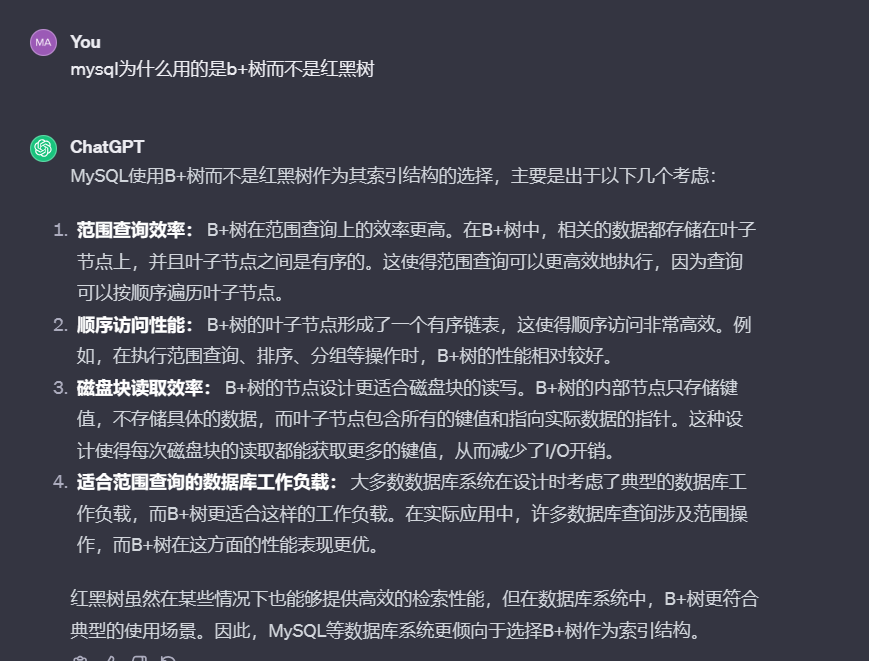 MA
You
mysql为什么用的是b+树而不是红黑树
ChatGPT
MySQL使用B+树而不是红黑树作为其索引结构的选择，主要是出于以下几个考虑：
1. 范围查询效率： B+树在范围查询上的效率更高。在B+树中，相关的数据都存储在叶子
节点上，并且叶子节点之间是有序的。这使得范围查询可以更高效地执行，因为查询
可以按顺序遍历叶子节点。
2. 顺序访问性能： B+树的叶子节点形成了一个有序链表，这使得顺序访问非常高效。例
如，在执行范围查询、排序、分组等操作时，B+树的性能相对较好。
3. 磁盘块读取效率： B+树的节点设计更适合磁盘块的读写。B+树的内部节点只存储键
值，不存储具体的数据，而叶子节点包含所有的键值和指向实际数据的指针。这种设
计使得每次磁盘块的读取都能获取更多的键值，从而减少了I/O开销。
4. 适合范围查询的数据库工作负载： 大多数数据库系统在设计时考虑了典型的数据库工
作负载，而B+树更适合这样的工作负载。在实际应用中，许多数据库查询涉及范围操
作，而B+树在这方面的性能表现更优。
红黑树虽然在某些情况下也能够提供高效的检索性能，但在数据库系统中，B+树更符合
典型的使用场景。因此，MySQL等数据库系统更倾向于选择B+树作为索引结构。